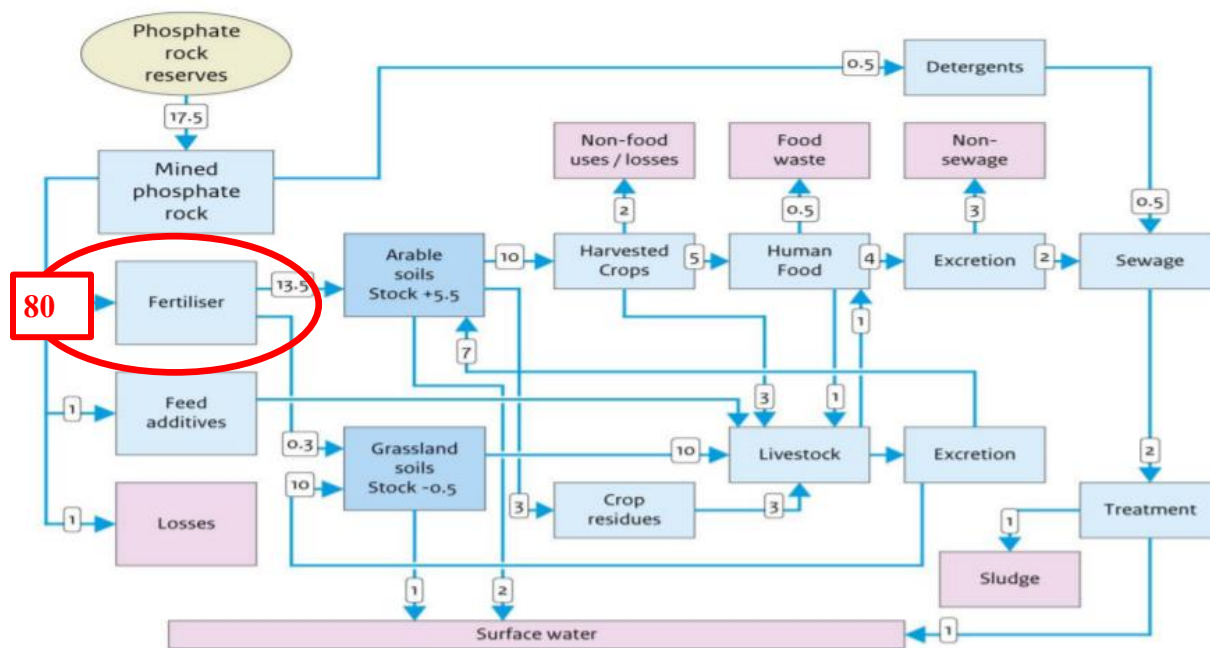 Phosphate
rock
reserves
17.5
Mined
phosphate
rock
0.5
Detergents
0.5
Non-food
uses / losses
Food
waste
Non-
sewage
2
0.5
3
80
Fertiliser
13.5
Arable
soils
Stock +5.5
10
Harvested
Crops
5
Human
Food
4
Excretion
2
Sewage
7
1
1
Feed
additives
0.3
3
1
Grassland
soils
Stock -0.5
10
Livestock
Excretion
2
10
3
Crop
residues
3
1
Losses
1
Treatment
Sludge
1
2
Surface water
1